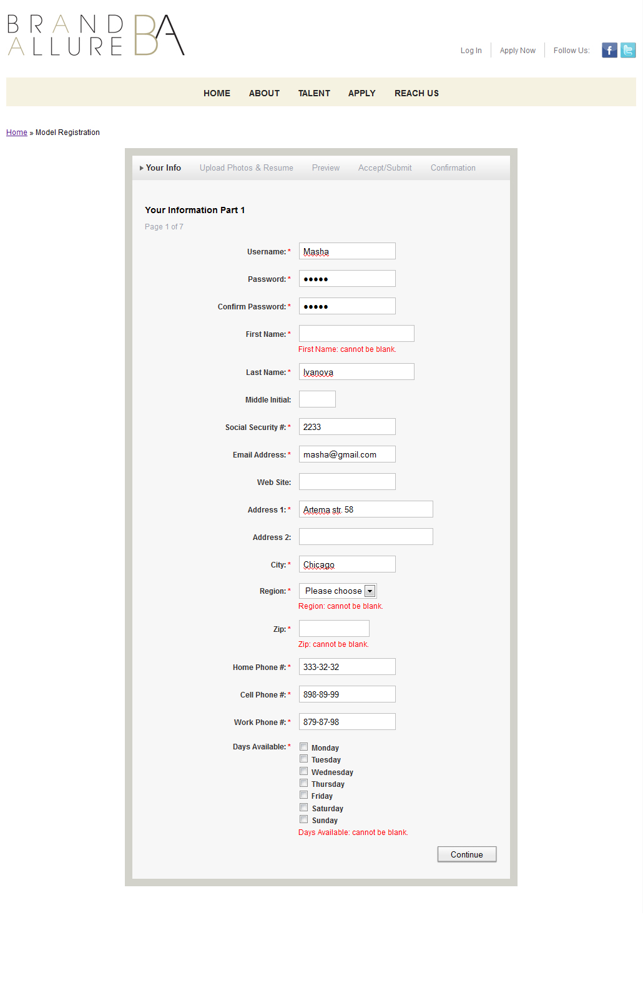 BRAND
ALLURE BA
Log In Apply Now Follow Us: f t
HOME ABOUT TALENT APPLY REACH US
Home » Model Registration
Your Info Upload Photos & Resume Preview Accept/Submit Confirmation
Your Information Part 1
Page 1 of 7
Username: * Masha
Password: * •••••
Confirm Password: * •••••
First Name: *
First Name: cannot be blank.
Last Name: * Ivanova
Middle Initial:
Social Security #: * 2233
Email Address: * masha@gmail.com
Web Site:
Address 1: * Artema str. 58
Address 2:
City: * Chicago
Region: * Please choose
Region: cannot be blank.
Zip: *
Zip: cannot be blank.
Home Phone #: * 333-32-32
Cell Phone #: * 898-89-99
Work Phone #: * 879-87-98
Days Available: * Monday
Tuesday
Wednesday
Thursday
Friday
Saturday
Sunday
Days Available: cannot be blank.
Continue